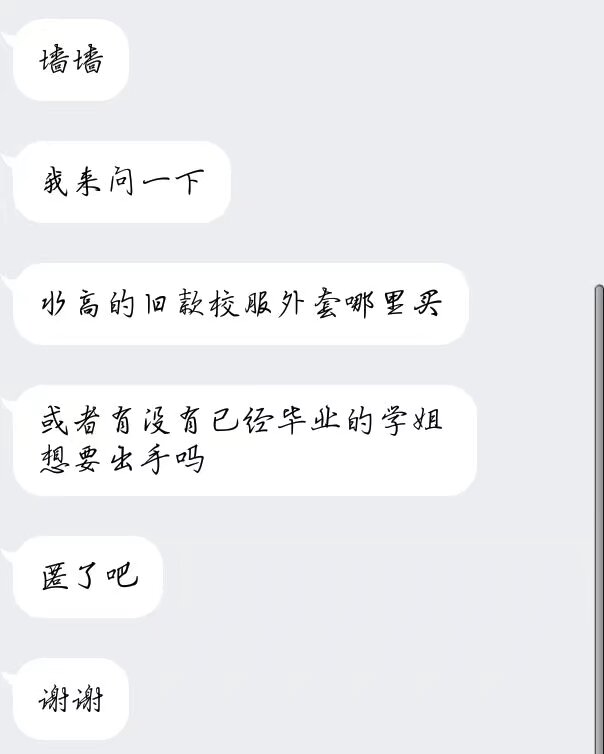 墙墙
我来问一下
水高的旧款校服外套哪里买
或者有没有已经毕业的学姐
想要出手吗
匿了吧
谢谢